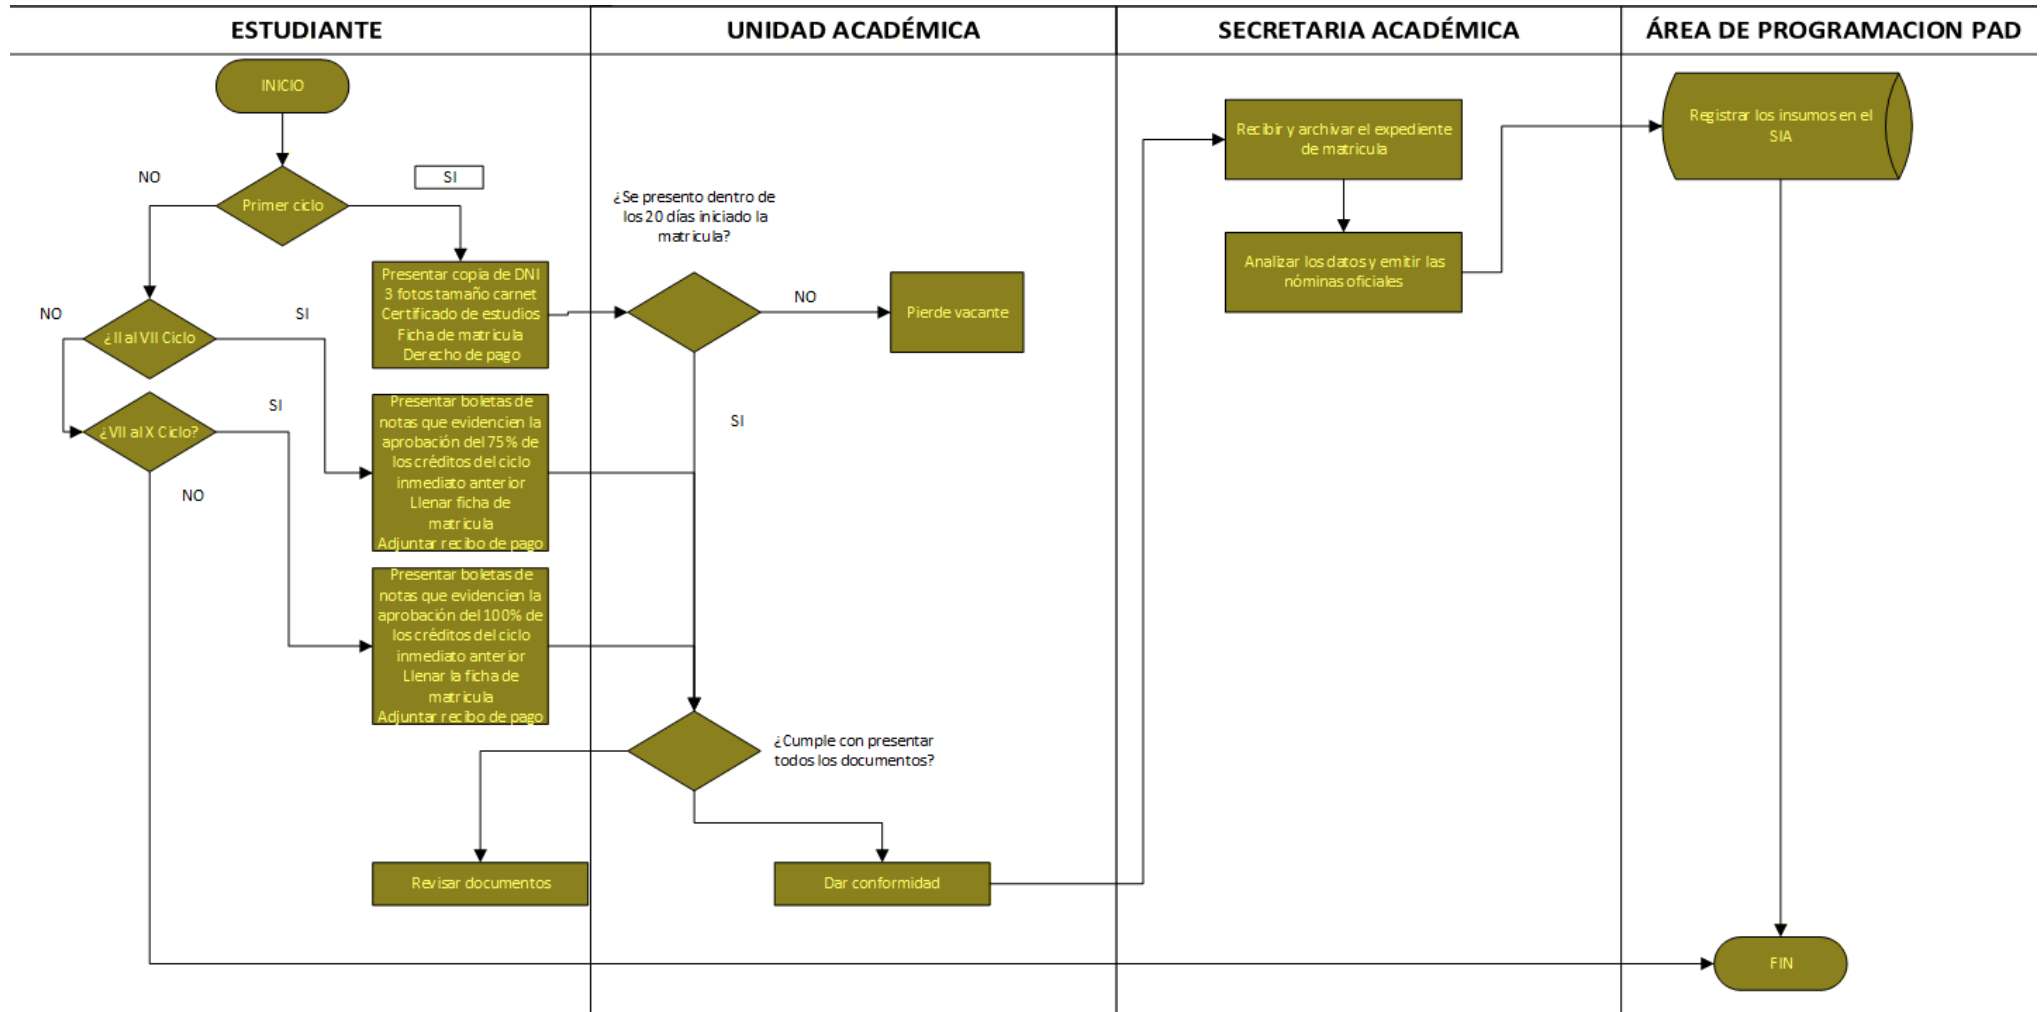 ESTUDIANTE
UNIDAD ACADÉMICA
SECRETARIA ACADÉMICA
ÁREA DE PROGRAMACION PAD
INICIO
NO
SI
Primer ciclo
Presentar copia de DNI
3 fotos tamaño carnet
Certificado de estudios
Ficha de matricula
Derecho de pago
NO
¿II al VII Ciclo
SI
¿VII al X Ciclo?
SI
NO
Presentar boletas de
notas que evidencien la
aprobación del 75% de
los créditos del ciclo
inmediato anterior
Llenar ficha de
matricula
Adjuntar recibo de pago
Presentar boletas de
notas que evidencien la
aprobación del 100% de
los créditos del ciclo
inmediato anterior
Llenar la ficha de
matricula
Adjuntar recibo de pago
Revisar documentos
¿Se presento dentro de
los 20 días iniciado la
matricula?
NO
Pierde vacante
SI
¿Cumple con presentar
todos los documentos?
Dar conformidad
Recibir y archivar el expediente
de matricula
Analizar los datos y emitir las
nóminas oficiales
Registrar los insumos en el
SIA
FIN